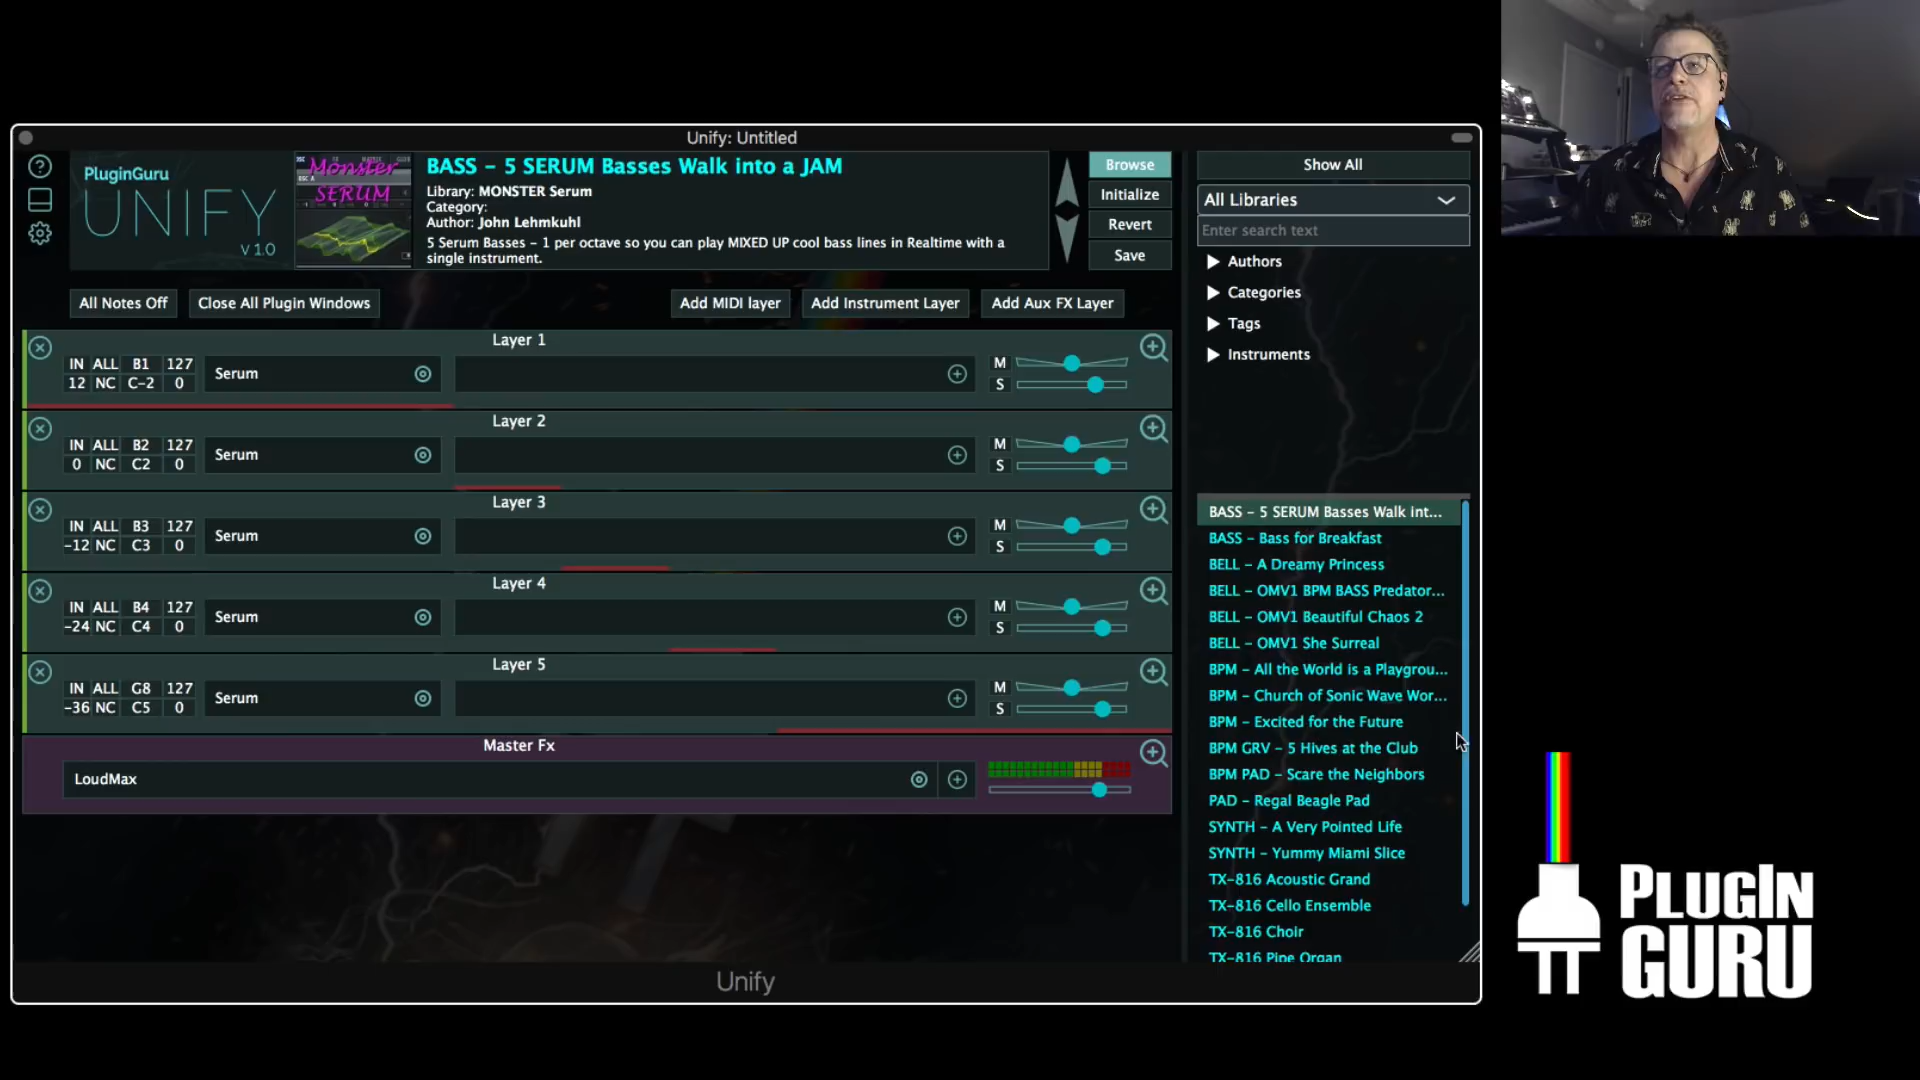 Unify: Untitled
?
PluginGuru
UNIFY
v 1.0
Monster
SERUM
BASS – 5 SERUM Basses Walk into a JAM
Library: MONSTER Serum
Category:
Author: John Lehmkuhl
5 Serum Basses – 1 per octave so you can play MIXED UP cool bass lines in Realtime with a
single instrument.
Browse
Initialize
Revert
Save
Show All
All Libraries
Enter search text
Authors
Categories
Tags
Instruments
All Notes Off
Close All Plugin Windows
Add MIDI layer
Add Instrument Layer
Add Aux FX Layer
Layer 1
IN ALL B1 127
12 NC C-2 0
Serum
M
S
Layer 2
IN ALL B2 127
0 NC C2 0
Serum
M
S
Layer 3
IN ALL B3 127
-12 NC C3 0
Serum
M
S
Layer 4
IN ALL B4 127
-24 NC C4 0
Serum
M
S
Layer 5
IN ALL G8 127
-36 NC C5 0
Serum
M
S
Master Fx
LoudMax
BASS – 5 SERUM Basses Walk int...
BASS – Bass for Breakfast
BELL – A Dreamy Princess
BELL – OMV1 BPM BASS Predator...
BELL – OMV1 Beautiful Chaos 2
BELL – OMV1 She Surreal
BPM – All the World is a Playgrou...
BPM – Church of Sonic Wave Wor...
BPM – Excited for the Future
BPM GRV – 5 Hives at the Club
BPM PAD – Scare the Neighbors
PAD – Regal Beagle Pad
SYNTH – A Very Pointed Life
SYNTH – Yummy Miami Slice
TX-816 Acoustic Grand
TX-816 Cello Ensemble
TX-816 Choir
TX-816 Pipe Organ
Unify
PLUGIN
GURU